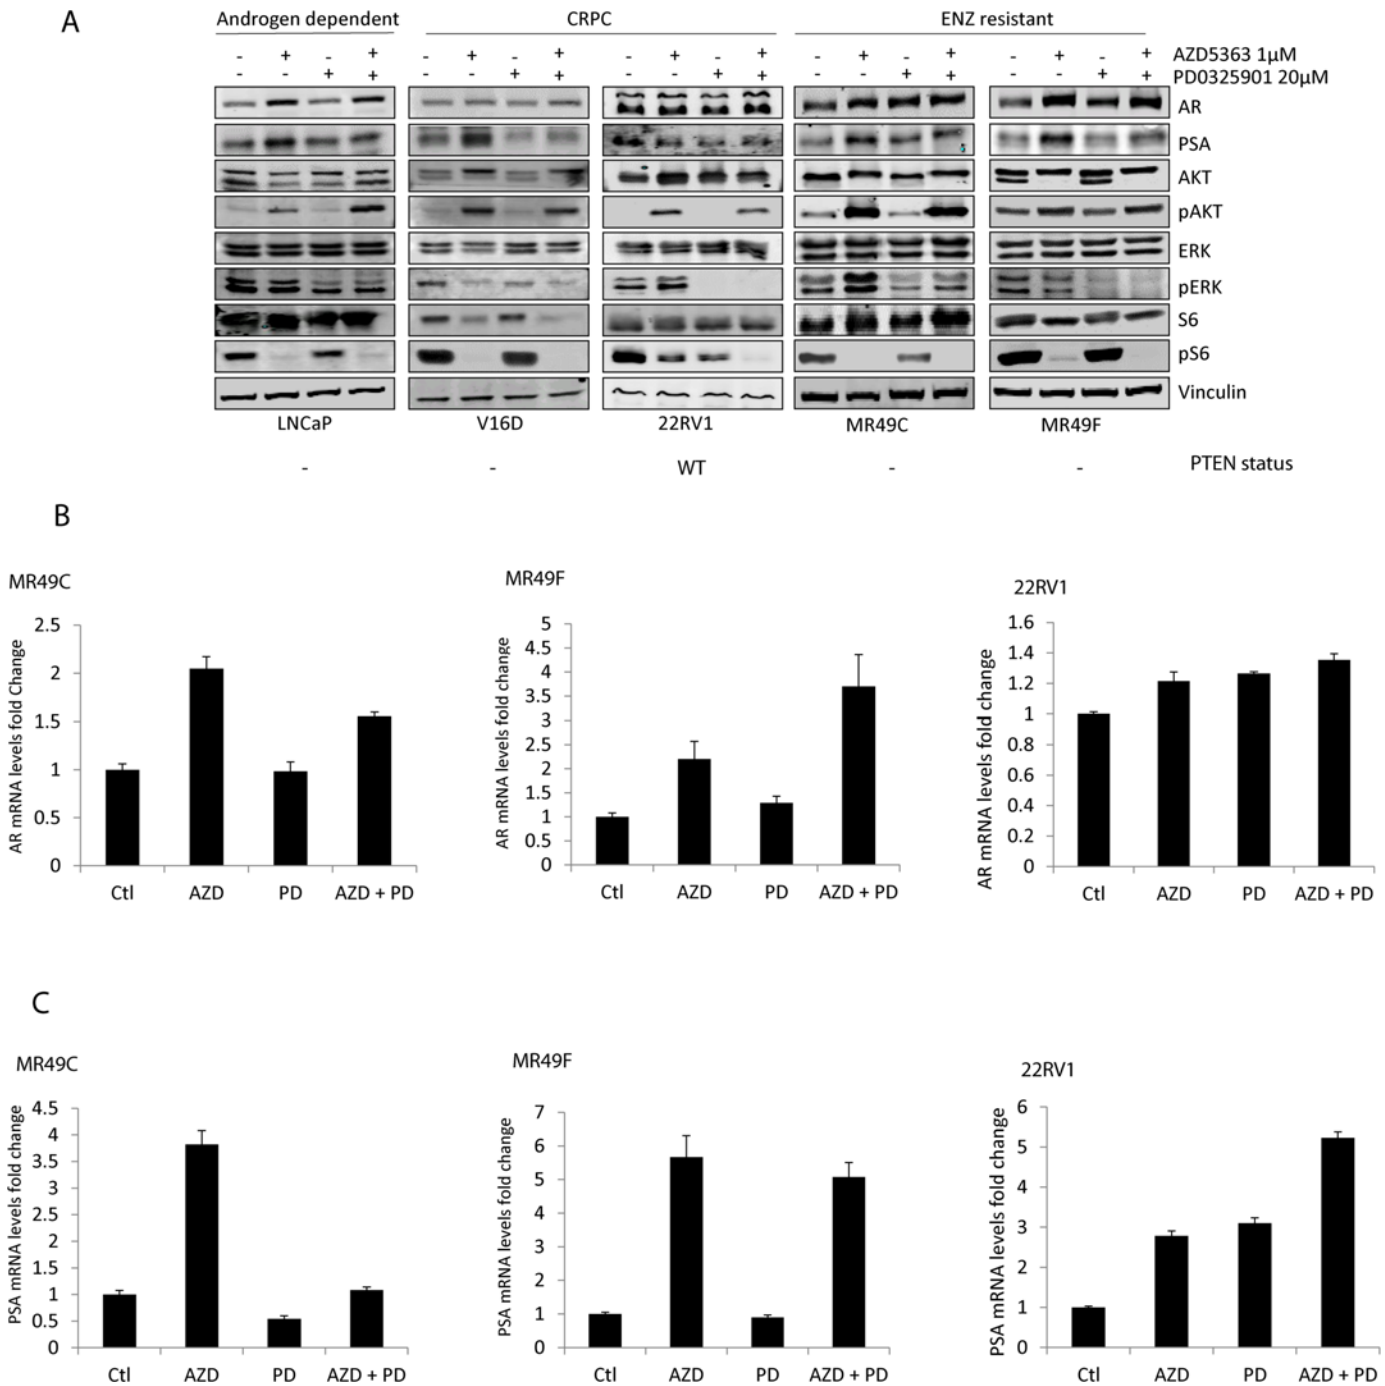 A
Androgen dependent CRPC ENZ resistant
- + - + - + - + - + - + - + - + - + - + AZD5363 1µM
- - + + - - + + - - + + - - + + - - + + PD0325901 20µM
AR
PSA
AKT
pAKT
ERK
pERK
S6
pS6
Vinculin
LNCaP V16D 22RV1 MR49C MR49F
- - WT - - PTEN status
B
MR49C
AR mRNA levels fold Change
2.5
2
1.5
1
0.5
0
Ctl AZD PD AZD + PD
MR49F
AR mRNA levels fold change
5
4.5
4
3.5
3
2.5
2
1.5
1
0.5
0
Ctl AZD PD AZD + PD
22RV1
AR mRNA levels fold change
1.6
1.4
1.2
1
0.8
0.6
0.4
0.2
0
Ctl AZD PD AZD + PD
C
MR49C
PSA mRNA levels fold change
4.5
4
3.5
3
2.5
2
1.5
1
0.5
0
Ctl AZD PD AZD + PD
MR49F
PSA mRNA levels fold change
7
6
5
4
3
2
1
0
Ctl AZD PD AZD + PD
22RV1
PSA mRNA levels fold change
6
5
4
3
2
1
0
Ctl AZD PD AZD + PD